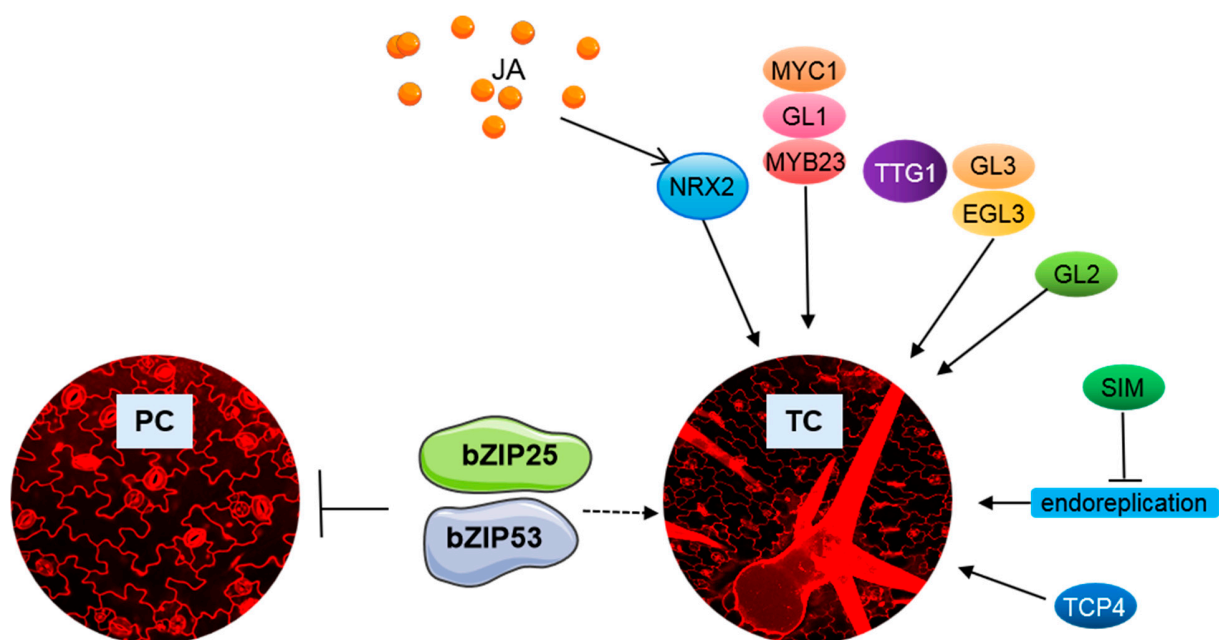 JA
MYC1
GL1
MYB23
NRX2
TTG1
GL3
EGL3
GL2
PC
bZIP25
bZIP53
TC
SIM
endoreplication
TCP4